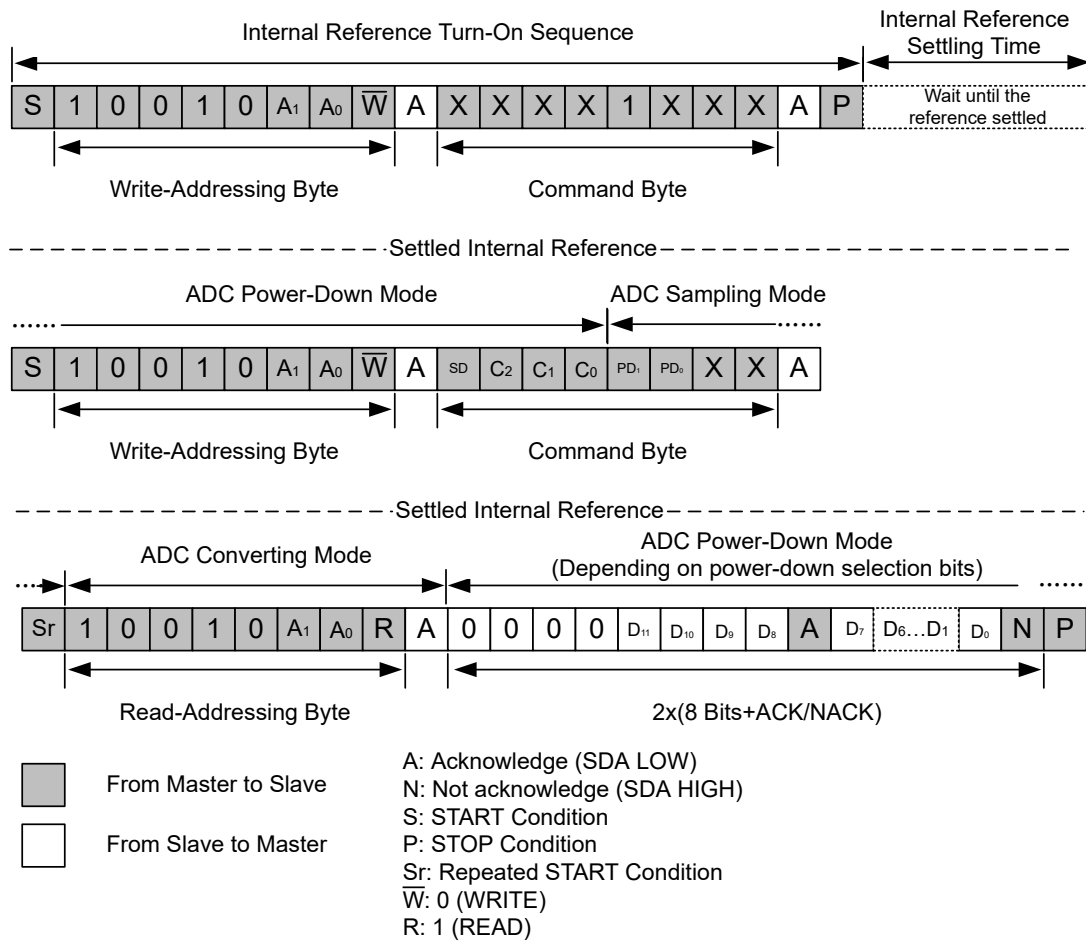 Internal Reference Turn-On Sequence
Internal Reference
Settling Time
S 1 0 0 1 0 A1 A0 W̅ A X X X X 1 X X X A P
Wait until the
reference settled
Write-Addressing Byte
Command Byte
Settled Internal Reference
ADC Power-Down Mode
ADC Sampling Mode
...... ......
S 1 0 0 1 0 A1 A0 W̅ A SD C2 C1 C0 PD1 PD0 X X A
Write-Addressing Byte
Command Byte
Settled Internal Reference
ADC Converting Mode
ADC Power-Down Mode
(Depending on power-down selection bits)
.... ......
Sr 1 0 0 1 0 A1 A0 R A 0 0 0 0 D11 D10 D9 D8 A D7 D6...D1 D0 N P
Read-Addressing Byte
2x(8 Bits+ACK/NACK)
From Master to Slave
From Slave to Master
A: Acknowledge (SDA LOW)
N: Not acknowledge (SDA HIGH)
S: START Condition
P: STOP Condition
Sr: Repeated START Condition
W̅: 0 (WRITE)
R: 1 (READ)